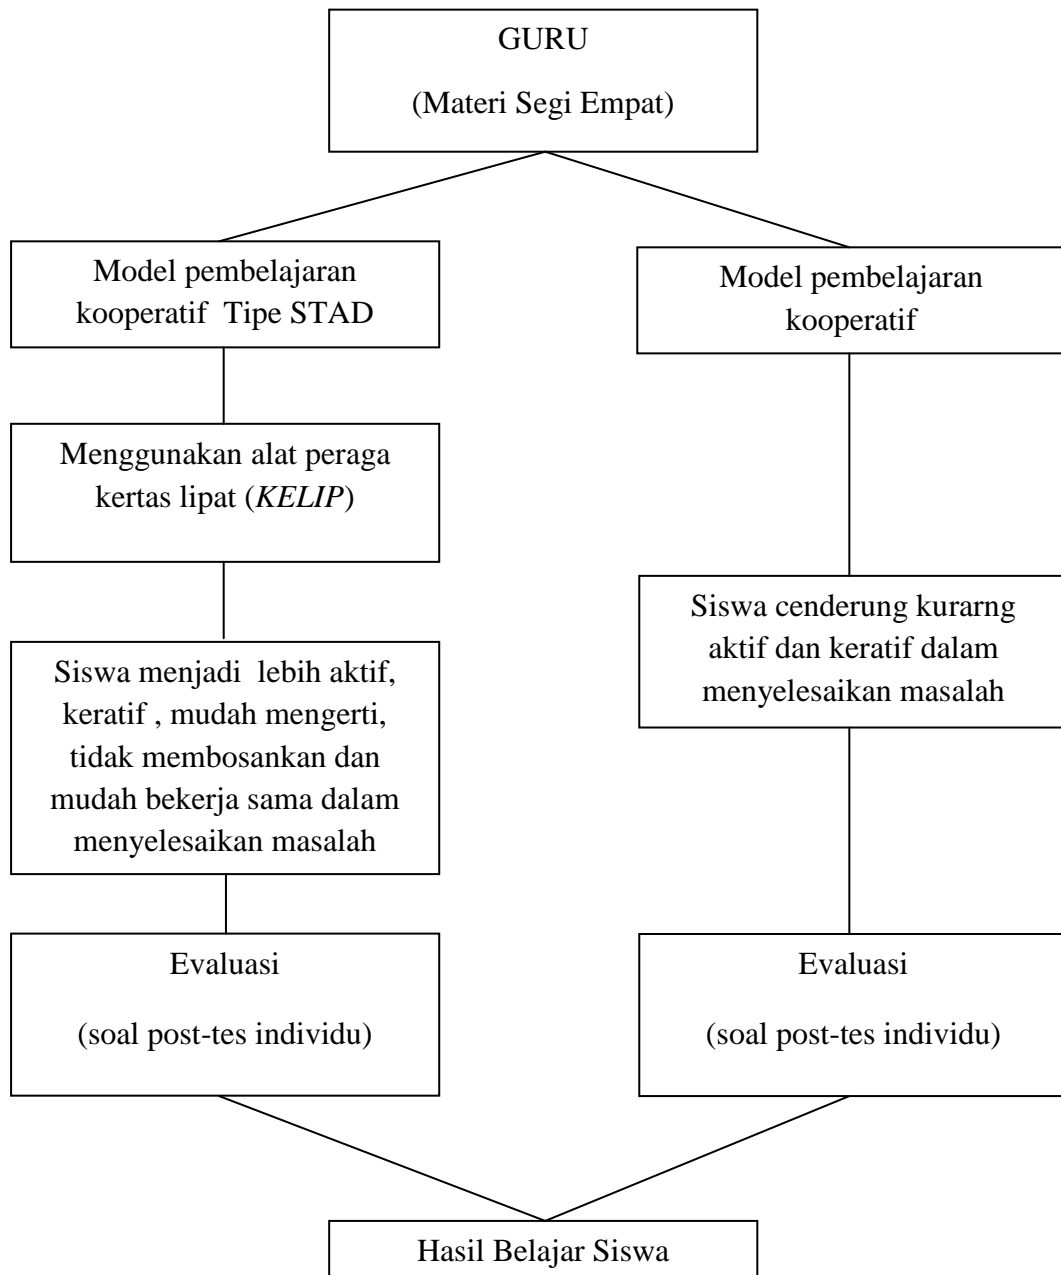 GURU
(Materi Segi Empat)
Model pembelajaran
kooperatif Tipe STAD
Model pembelajaran
kooperatif
Menggunakan alat peraga
kertas lipat (KELIP)
Siswa cenderung kurarng
aktif dan keratif dalam
menyelesaikan masalah
Siswa menjadi lebih aktif,
keratif , mudah mengerti,
tidak membosankan dan
mudah bekerja sama dalam
menyelesaikan masalah
Evaluasi
(soal post-tes individu)
Evaluasi
(soal post-tes individu)
Hasil Belajar Siswa